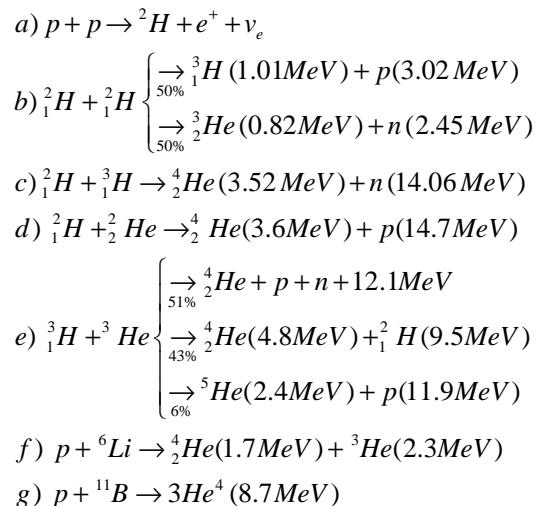 a) p + p → ²H + e⁺ + ν_e
b) ²₁H + ²₁H { →50% ³₁H (1.01MeV) + p(3.02 MeV)
→50% ³₂He(0.82MeV) + n(2.45 MeV)
c) ²₁H + ³₁H → ⁴₂He(3.52 MeV) + n(14.06 MeV)
d) ²₁H + ²₂He → ⁴₂He(3.6MeV) + p(14.7MeV)
e) ³₁H + ³He { →51% ⁴₂He + p + n + 12.1MeV
→43% ⁴₂He(4.8MeV) + ²₁H(9.5MeV)
→6% ⁵He(2.4MeV) + p(11.9MeV)
f) p + ⁶Li → ⁴₂He(1.7MeV) + ³He(2.3MeV)
g) p + ¹¹B → 3He⁴ (8.7MeV)